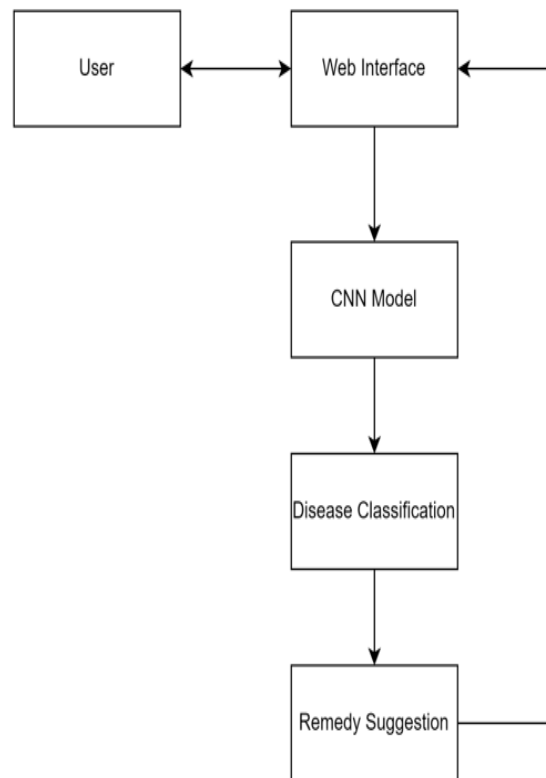 User
Web Interface
CNN Model
Disease Classification
Remedy Suggestion